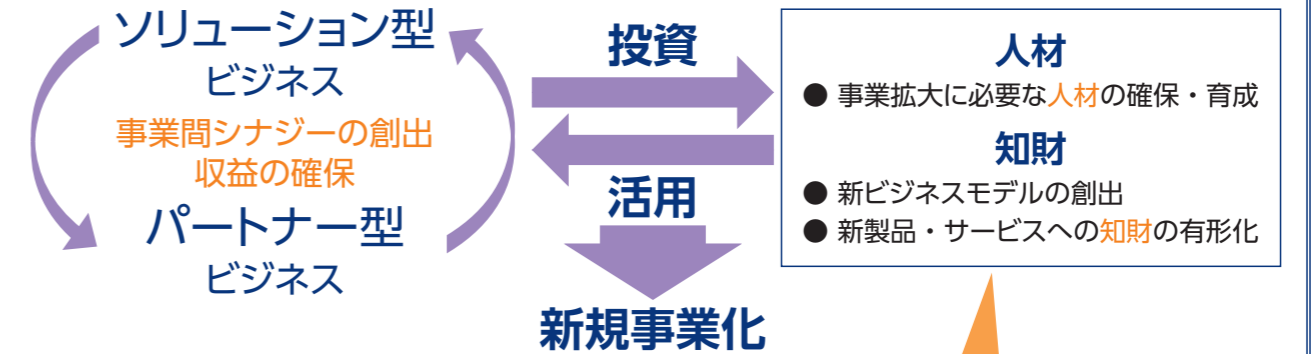 ソリューション型
ビジネス
事業間シナジーの創出
収益の確保
パートナー型
ビジネス
投資
活用
新規事業化
人材
● 事業拡大に必要な人材の確保・育成
知財
● 新ビジネスモデルの創出
● 新製品・サービスへの知財の有形化